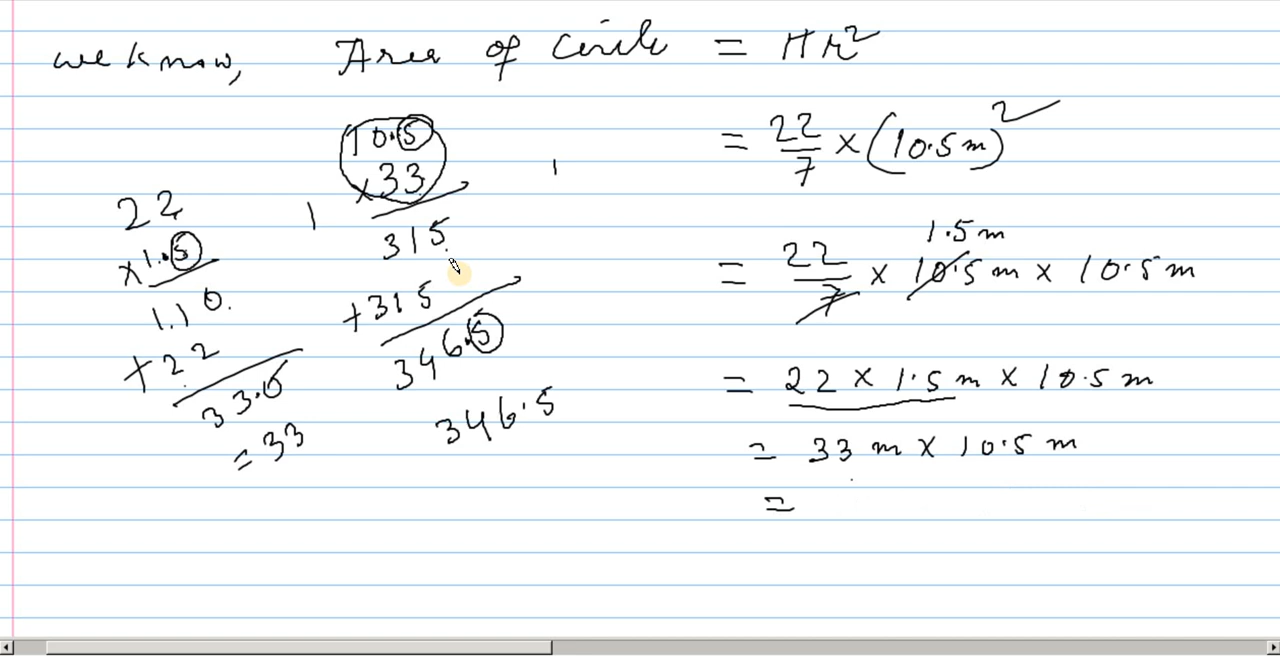 we know, Area of Circle = πr²
= 22/7 × (10.5 m)²
1.5 m
= 22/7 × 10.5 m × 10.5 m
= 22 × 1.5 m × 10.5 m
= 33 m × 10.5 m
=
22
×1.5
110
+22
33.0
= 33
10.5
×33
315
+315
346.5
346.5